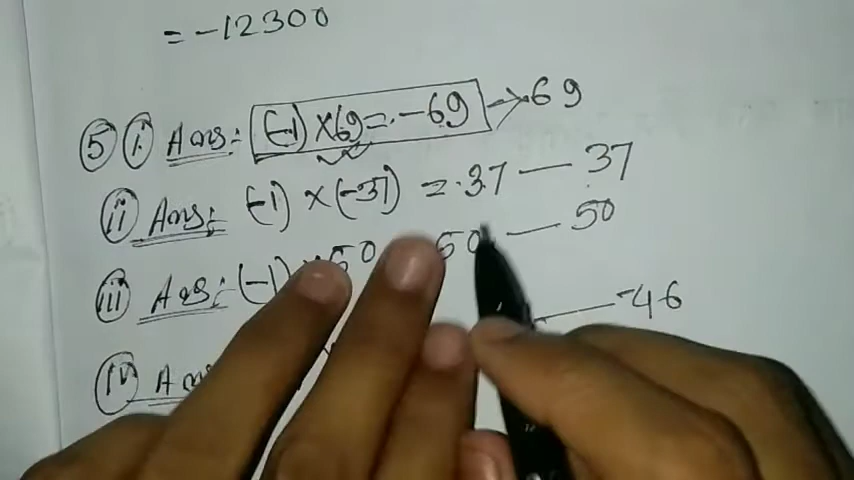 = -12300
5 i Ans:- (-1) × 69 = -69 → 69
ii Ans:- (-1) × (-37) = 37 — 37
iii Ans:- (-1) × 50 — 50
— -46
iv Ans